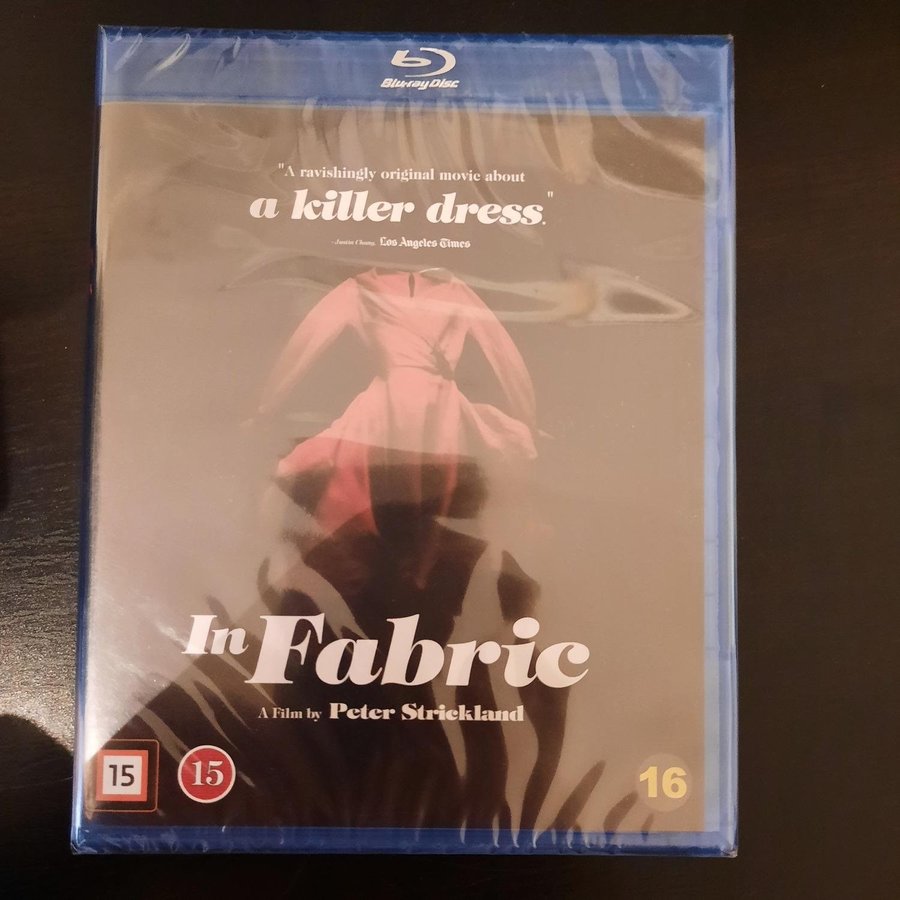 Blu-ray Disc
"A ravishingly original movie about
a killer dress."
- Justin Chang, Los Angeles Times
In Fabric
A Film by Peter Strickland
15
15
16